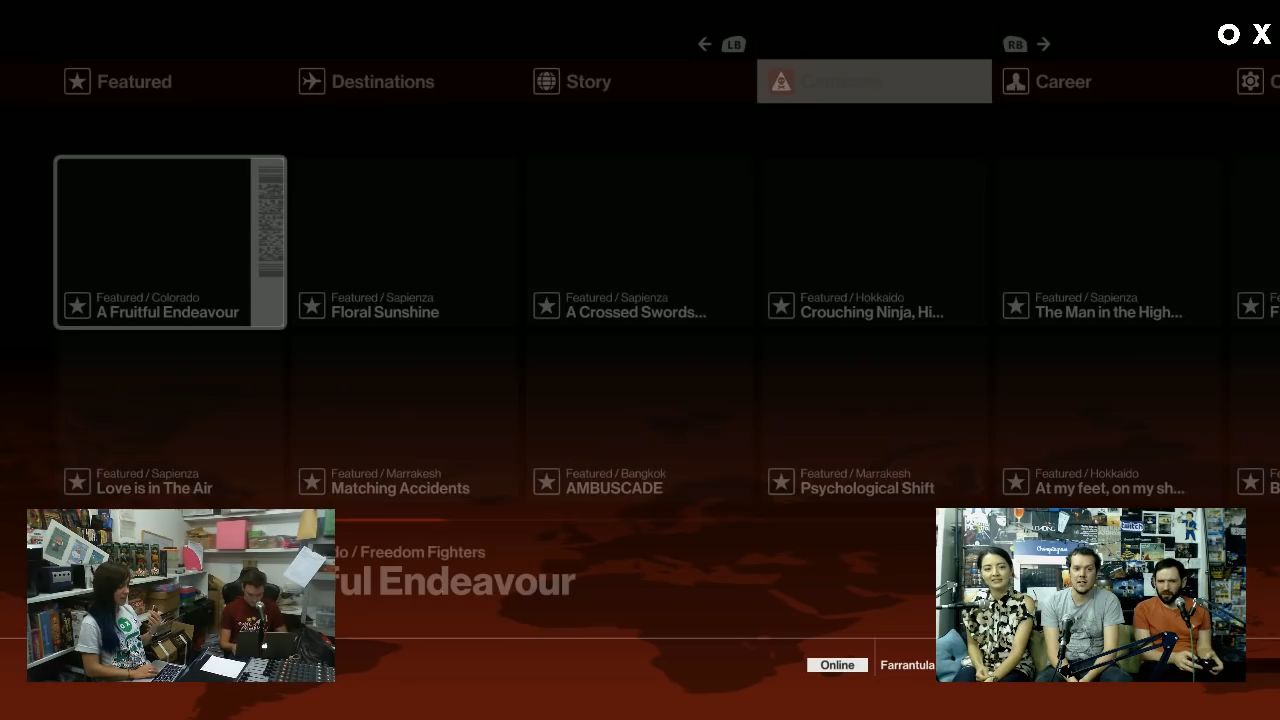 O X
LB
RB
Featured
Destinations
Story
Career
Featured / Colorado
A Fruitful Endeavour
Featured / Sapienza
Floral Sunshine
Featured / Sapienza
A Crossed Swords...
Featured / Hokkaido
Crouching Ninja, Hi...
Featured / Sapienza
The Man in the High...
Featured / Sapienza
Love is in The Air
Featured / Marrakesh
Matching Accidents
Featured / Bangkok
AMBUSCADE
Featured / Marrakesh
Psychological Shift
Featured / Hokkaido
At my feet, on my sh...
do / Freedom Fighters
ful Endeavour
Online
Farrantula
twitch